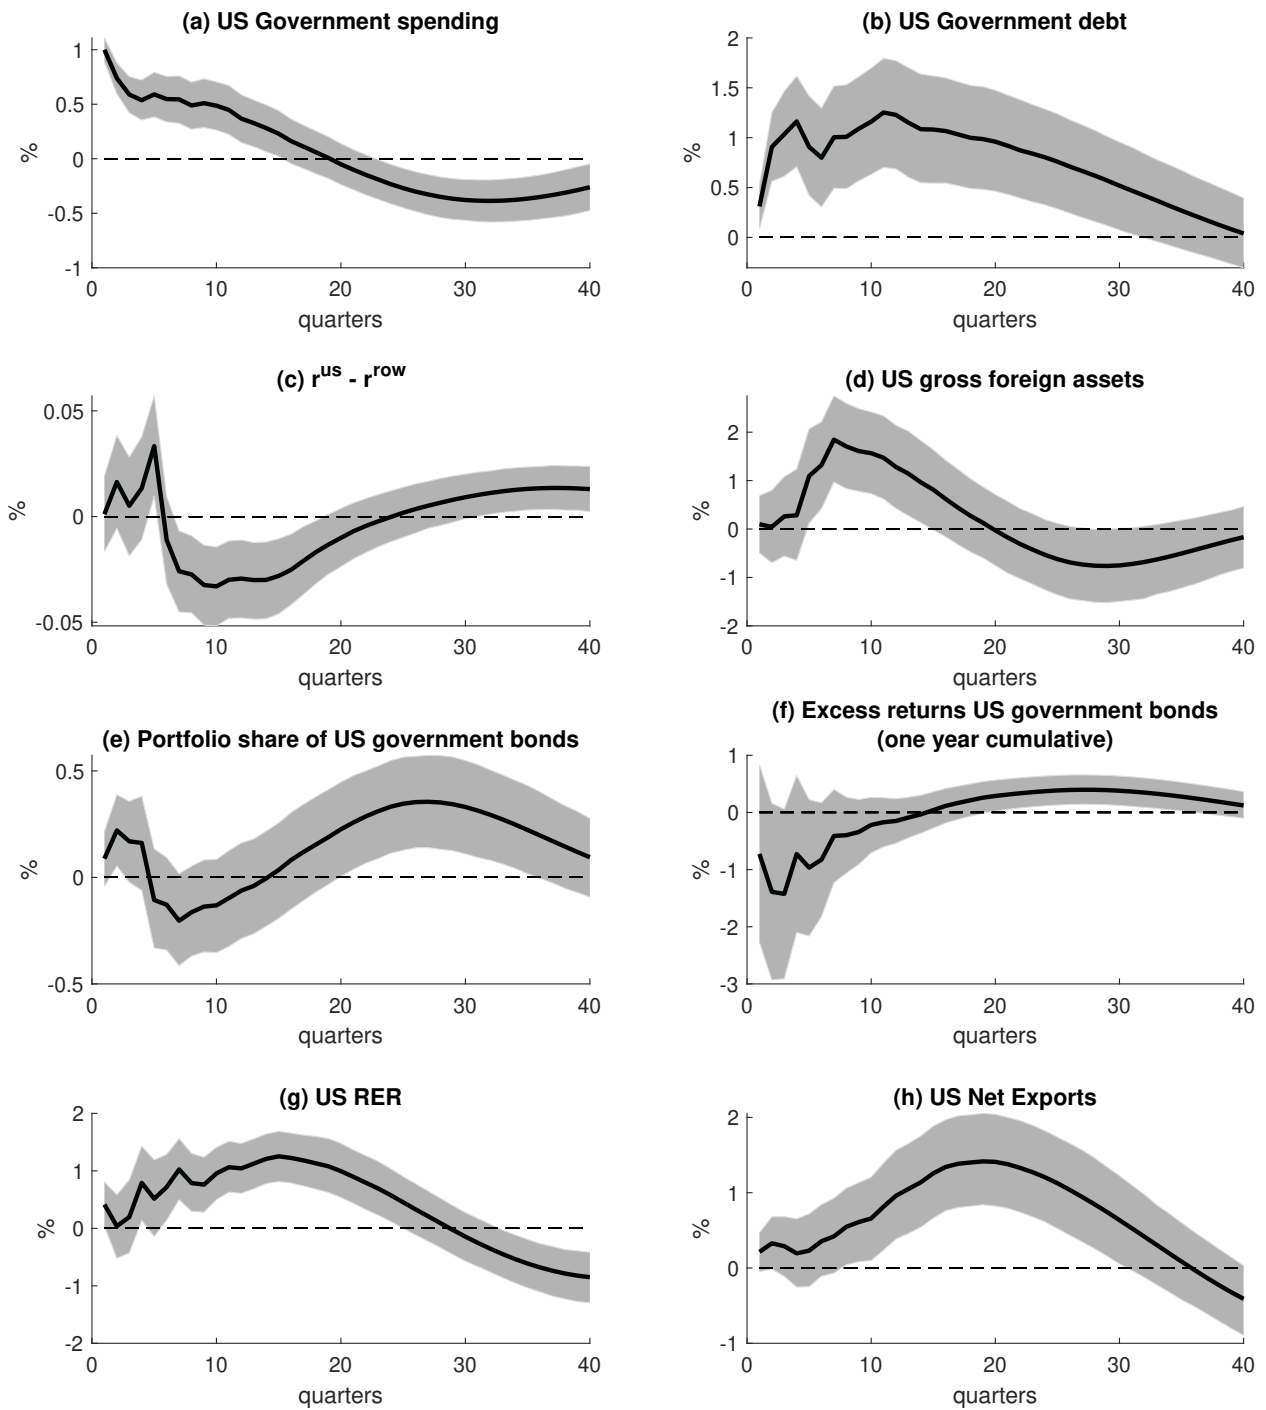 (a) US Government spending
1
0.5
0
-0.5
-1
%
0 10 20 30 40
quarters
(b) US Government debt
2
1.5
1
0.5
0
%
0 10 20 30 40
quarters
(c) r^us - r^row
0.05
0
-0.05
%
0 10 20 30 40
quarters
(d) US gross foreign assets
2
1
0
-1
-2
%
0 10 20 30 40
quarters
(e) Portfolio share of US government bonds
0.5
0
-0.5
%
0 10 20 30 40
quarters
(f) Excess returns US government bonds
(one year cumulative)
1
0
-1
-2
-3
%
0 10 20 30 40
quarters
(g) US RER
2
1
0
-1
-2
%
0 10 20 30 40
quarters
(h) US Net Exports
2
1
0
-1
%
0 10 20 30 40
quarters